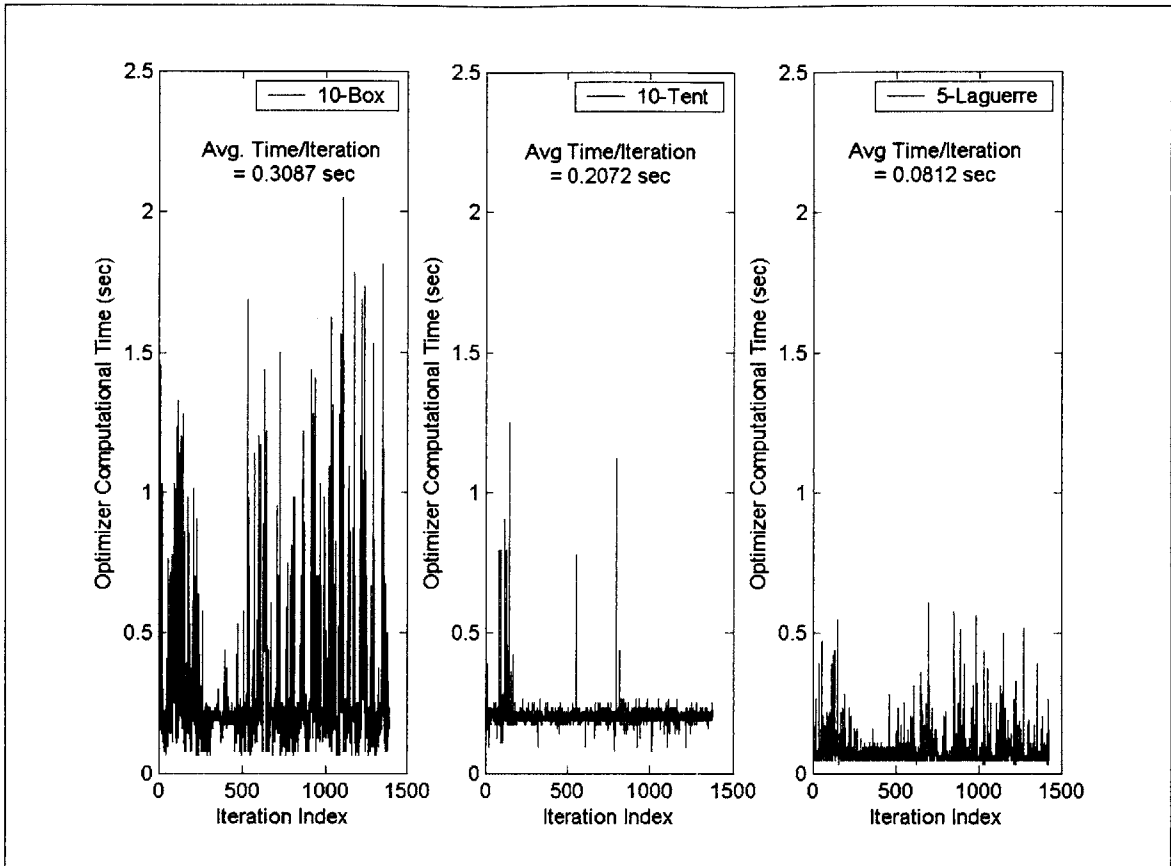 10-Box
Avg. Time/Iteration
= 0.3087 sec
Optimizer Computational Time (sec)
2.5
2
1.5
1
0.5
0
0
500
1000
1500
Iteration Index
10-Tent
Avg Time/Iteration
= 0.2072 sec
Optimizer Computational Time (sec)
2.5
2
1.5
1
0.5
0
0
500
1000
1500
Iteration Index
5-Laguerre
Avg Time/Iteration
= 0.0812 sec
Optimizer Computational Time (sec)
2.5
2
1.5
1
0.5
0
0
500
1000
1500
Iteration Index